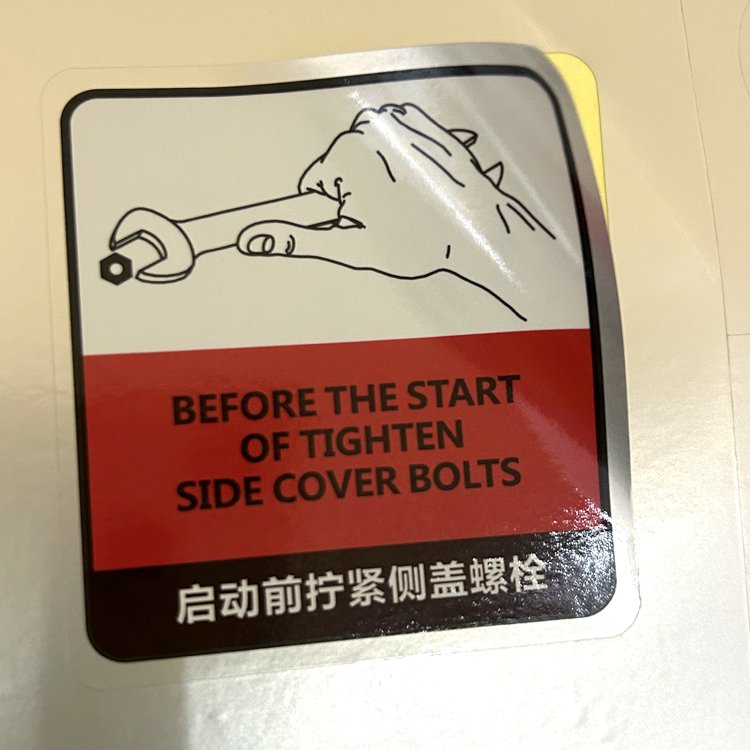 BEFORE THE START
OF TIGHTEN
SIDE COVER BOLTS
启动前拧紧侧盖螺栓